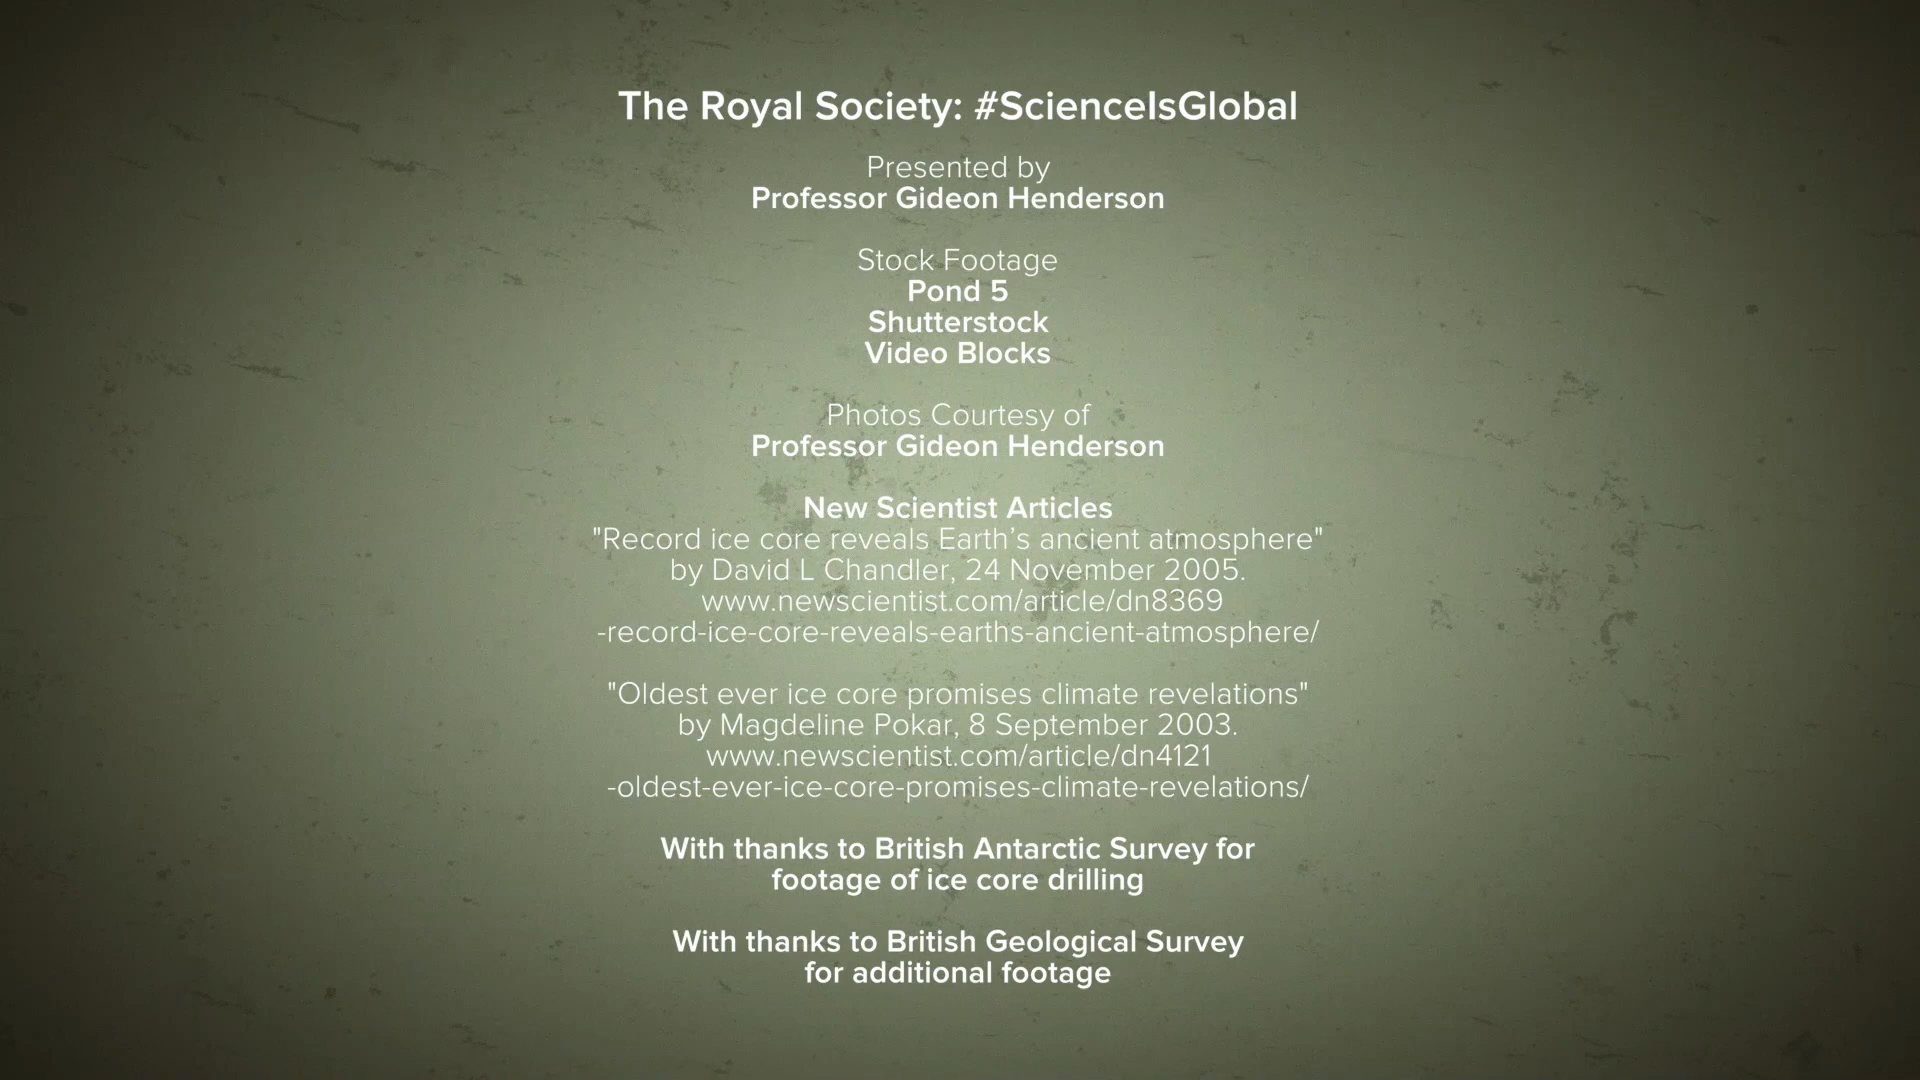 The Royal Society: #ScienceIsGlobal
Presented by
Professor Gideon Henderson
Stock Footage
Pond 5
Shutterstock
Video Blocks
Photos Courtesy of
Professor Gideon Henderson
New Scientist Articles
"Record ice core reveals Earth’s ancient atmosphere"
by David L Chandler, 24 November 2005.
www.newscientist.com/article/dn8369
-record-ice-core-reveals-earths-ancient-atmosphere/
"Oldest ever ice core promises climate revelations"
by Magdeline Pokar, 8 September 2003.
www.newscientist.com/article/dn4121
-oldest-ever-ice-core-promises-climate-revelations/
With thanks to British Antarctic Survey for
footage of ice core drilling
With thanks to British Geological Survey
for additional footage